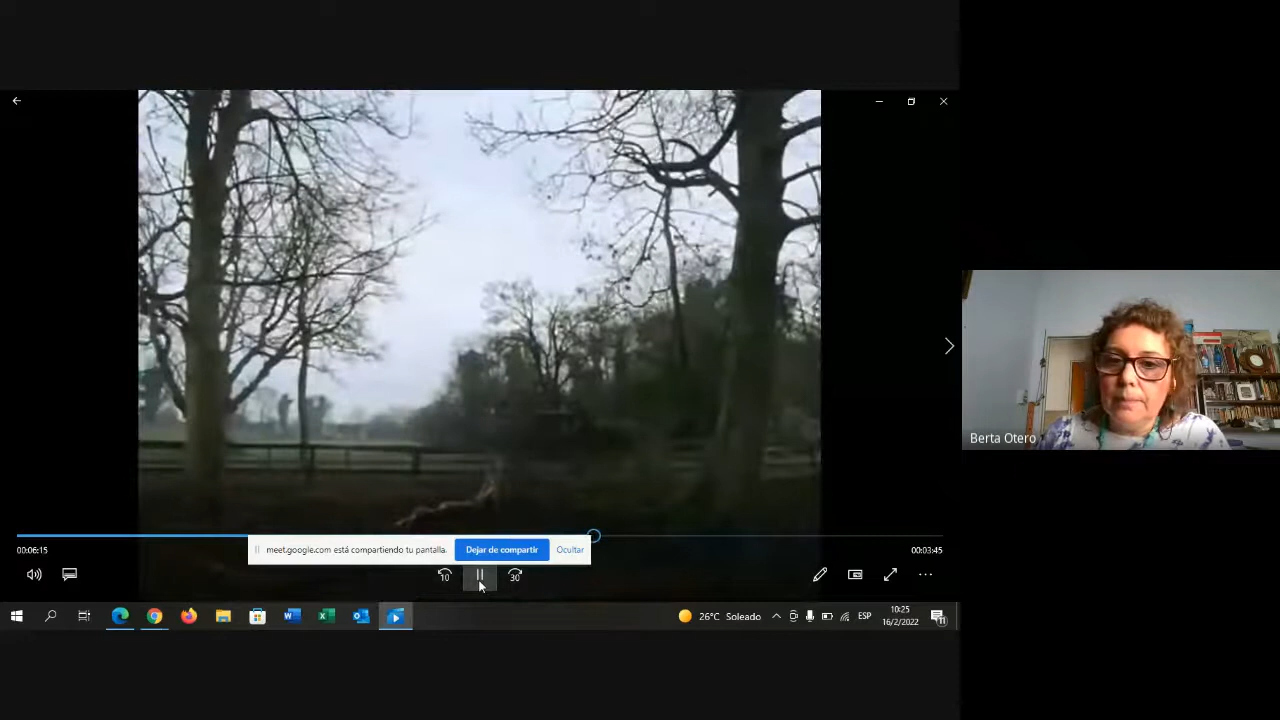 Berta Otero
00:06:15
meet.google.com está compartiendo tu pantalla.
Dejar de compartir
Ocultar
00:03:45
10
30
26°C Soleado
ESP
10:25
16/2/2022